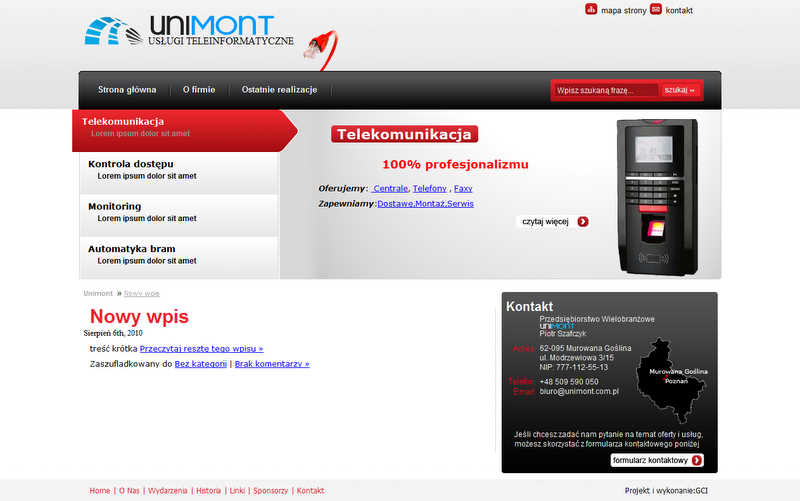 mapa strony kontakt
UNIMONT
USŁUGI TELEINFORMATYCZNE
Strona główna O firmie Ostatnie realizacje Wpisz szukaną frazę... szukaj »
Telekomunikacja
Lorem ipsum dolor sit amet
Kontrola dostępu
Lorem ipsum dolor sit amet
Monitoring
Lorem ipsum dolor sit amet
Automatyka bram
Lorem ipsum dolor sit amet
Telekomunikacja
100% profesjonalizmu
Oferujemy: Centrale, Telefony , Faxy
Zapewniamy:Dostawe,Montaż,Serwis
czytaj więcej
Unimont » Nowy wpis
Nowy wpis
Sierpień 6th, 2010
treść krótka Przeczytaj resztę tego wpisu »
Zaszufladkowany do Bez kategorii | Brak komentarzy »
Kontakt
Przedsiębiorstwo Wielobranżowe
UNIMONT
Piotr Szafczyk
Adres: 62-095 Murowana Goślina
ul. Modrzewiowa 3/15
NIP: 777-112-55-13
Telefon: +48 509 590 050
Email: biuro@unimont.com.pl
Murowana Goślina
Poznań
Jeśli chcesz zadać nam pytanie na temat oferty i usług,
możesz skorzystać z formularza kontaktowego poniżej
formularz kontaktowy
Home | O Nas | Wydarzenia | Historia | Linki | Sponsorzy | Kontakt Projekt i wykonanie:GCI